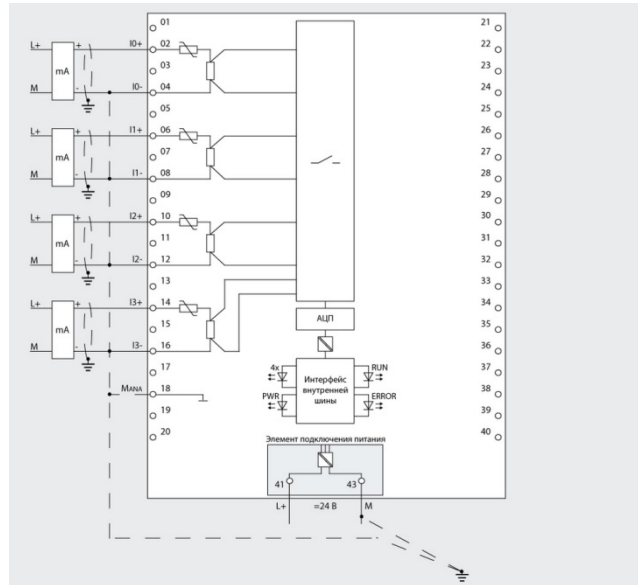 01 21
L+ + I0+ 02 22
mA 03 23
M - I0- 04 24
05 25
L+ + I1+ 06 26
mA 07 27
M - I1- 08 28
09 29
L+ + I2+ 10 30
mA 11 31
M - I2- 12 32
13 33
L+ + I3+ 14 34
mA 15 АЦП 35
M - I3- 16 36
17 4x RUN 37
Интерфейс
внутренней
шины
MANA 18 38
PWR ERROR
19 39
20 40
Элемент подключения питания
41 43
L+ =24 В M